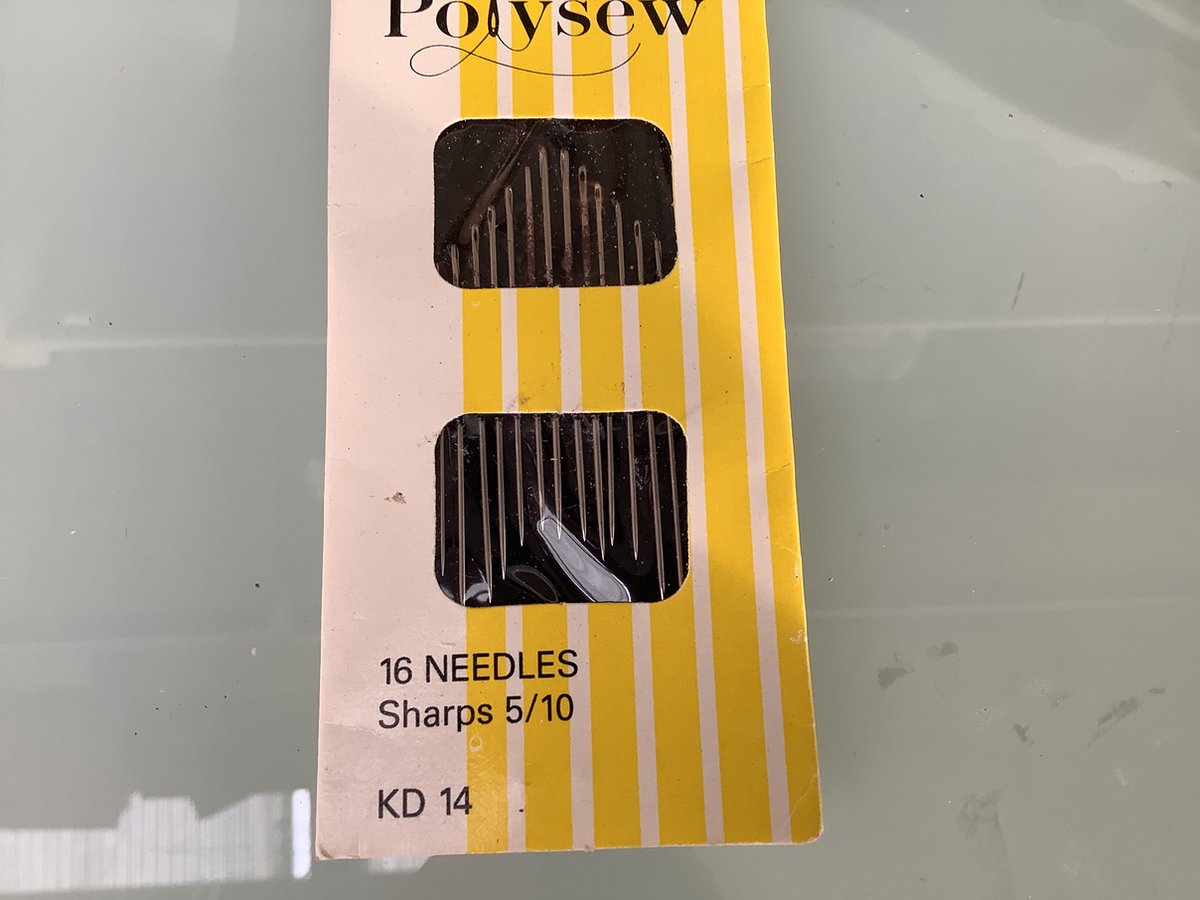 Polysew
16 NEEDLES
Sharps 5/10
KD 14